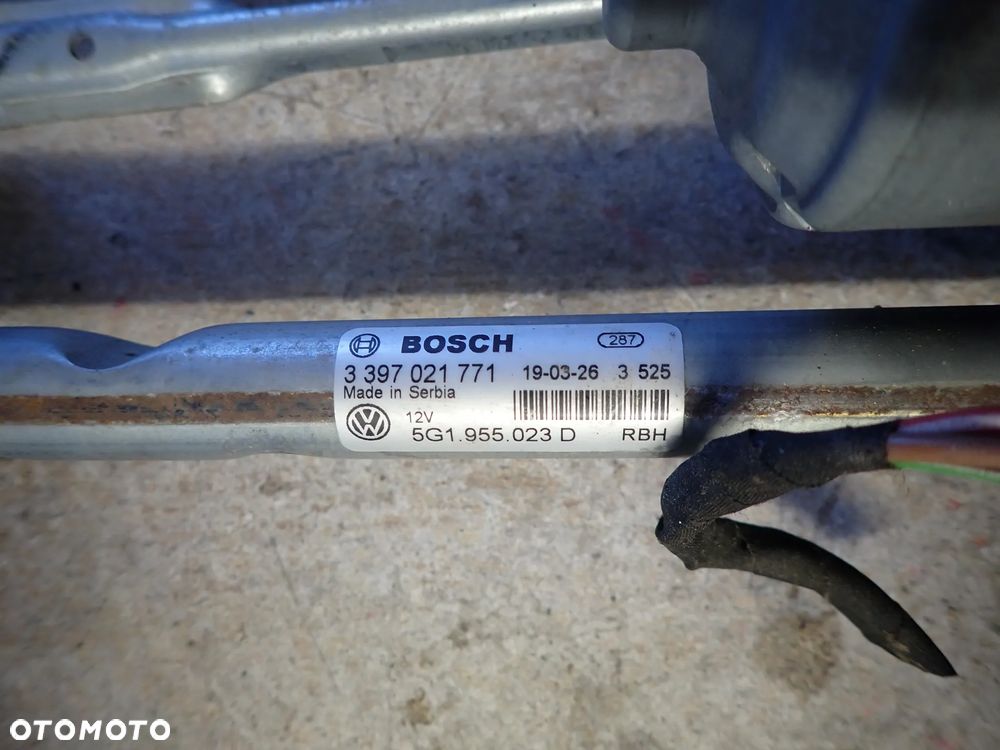 BOSCH 287
3 397 021 771 19-03-26 3 525
Made in Serbia
12V
5G1.955.023 D RBH
OTOMOTO